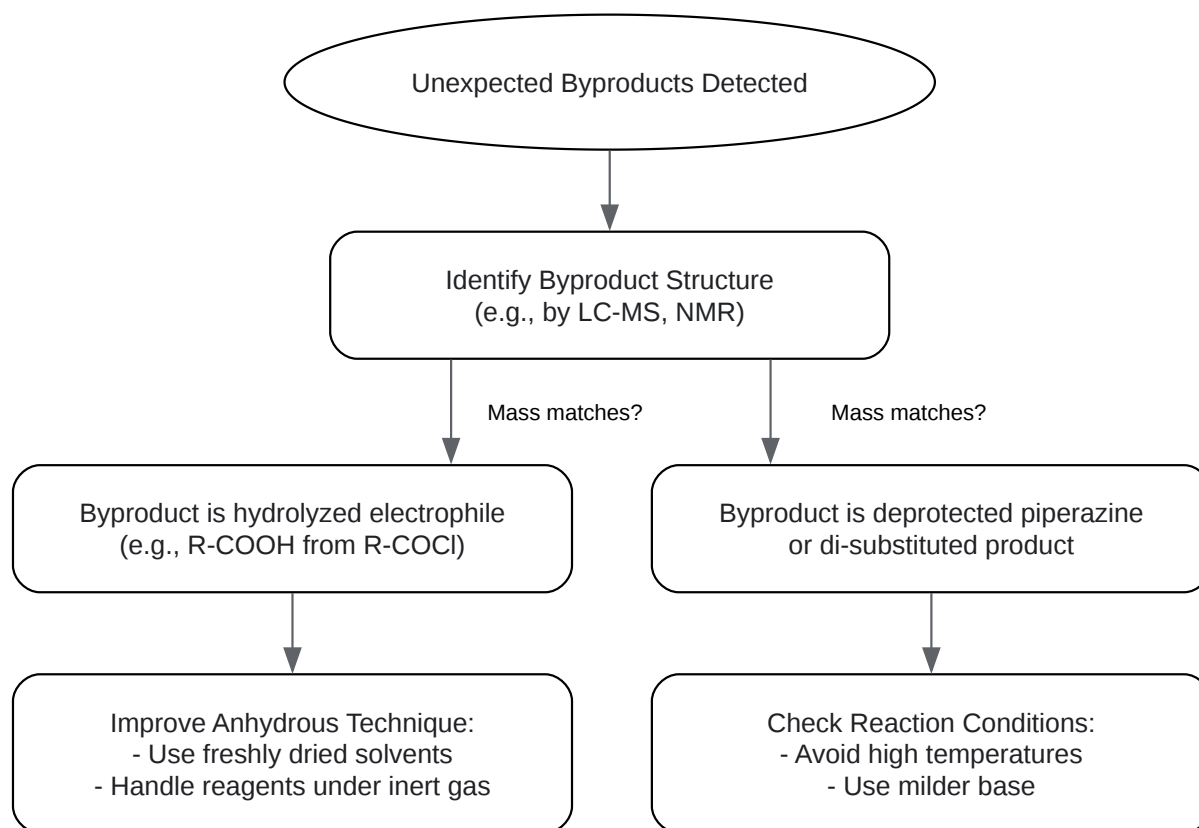 Unexpected Byproducts Detected
Identify Byproduct Structure
(e.g., by LC-MS, NMR)
Mass matches?
Mass matches?
Byproduct is hydrolyzed electrophile
(e.g., R-COOH from R-COCl)
Byproduct is deprotected piperazine
or di-substituted product
Improve Anhydrous Technique:
- Use freshly dried solvents
- Handle reagents under inert gas
Check Reaction Conditions:
- Avoid high temperatures
- Use milder base